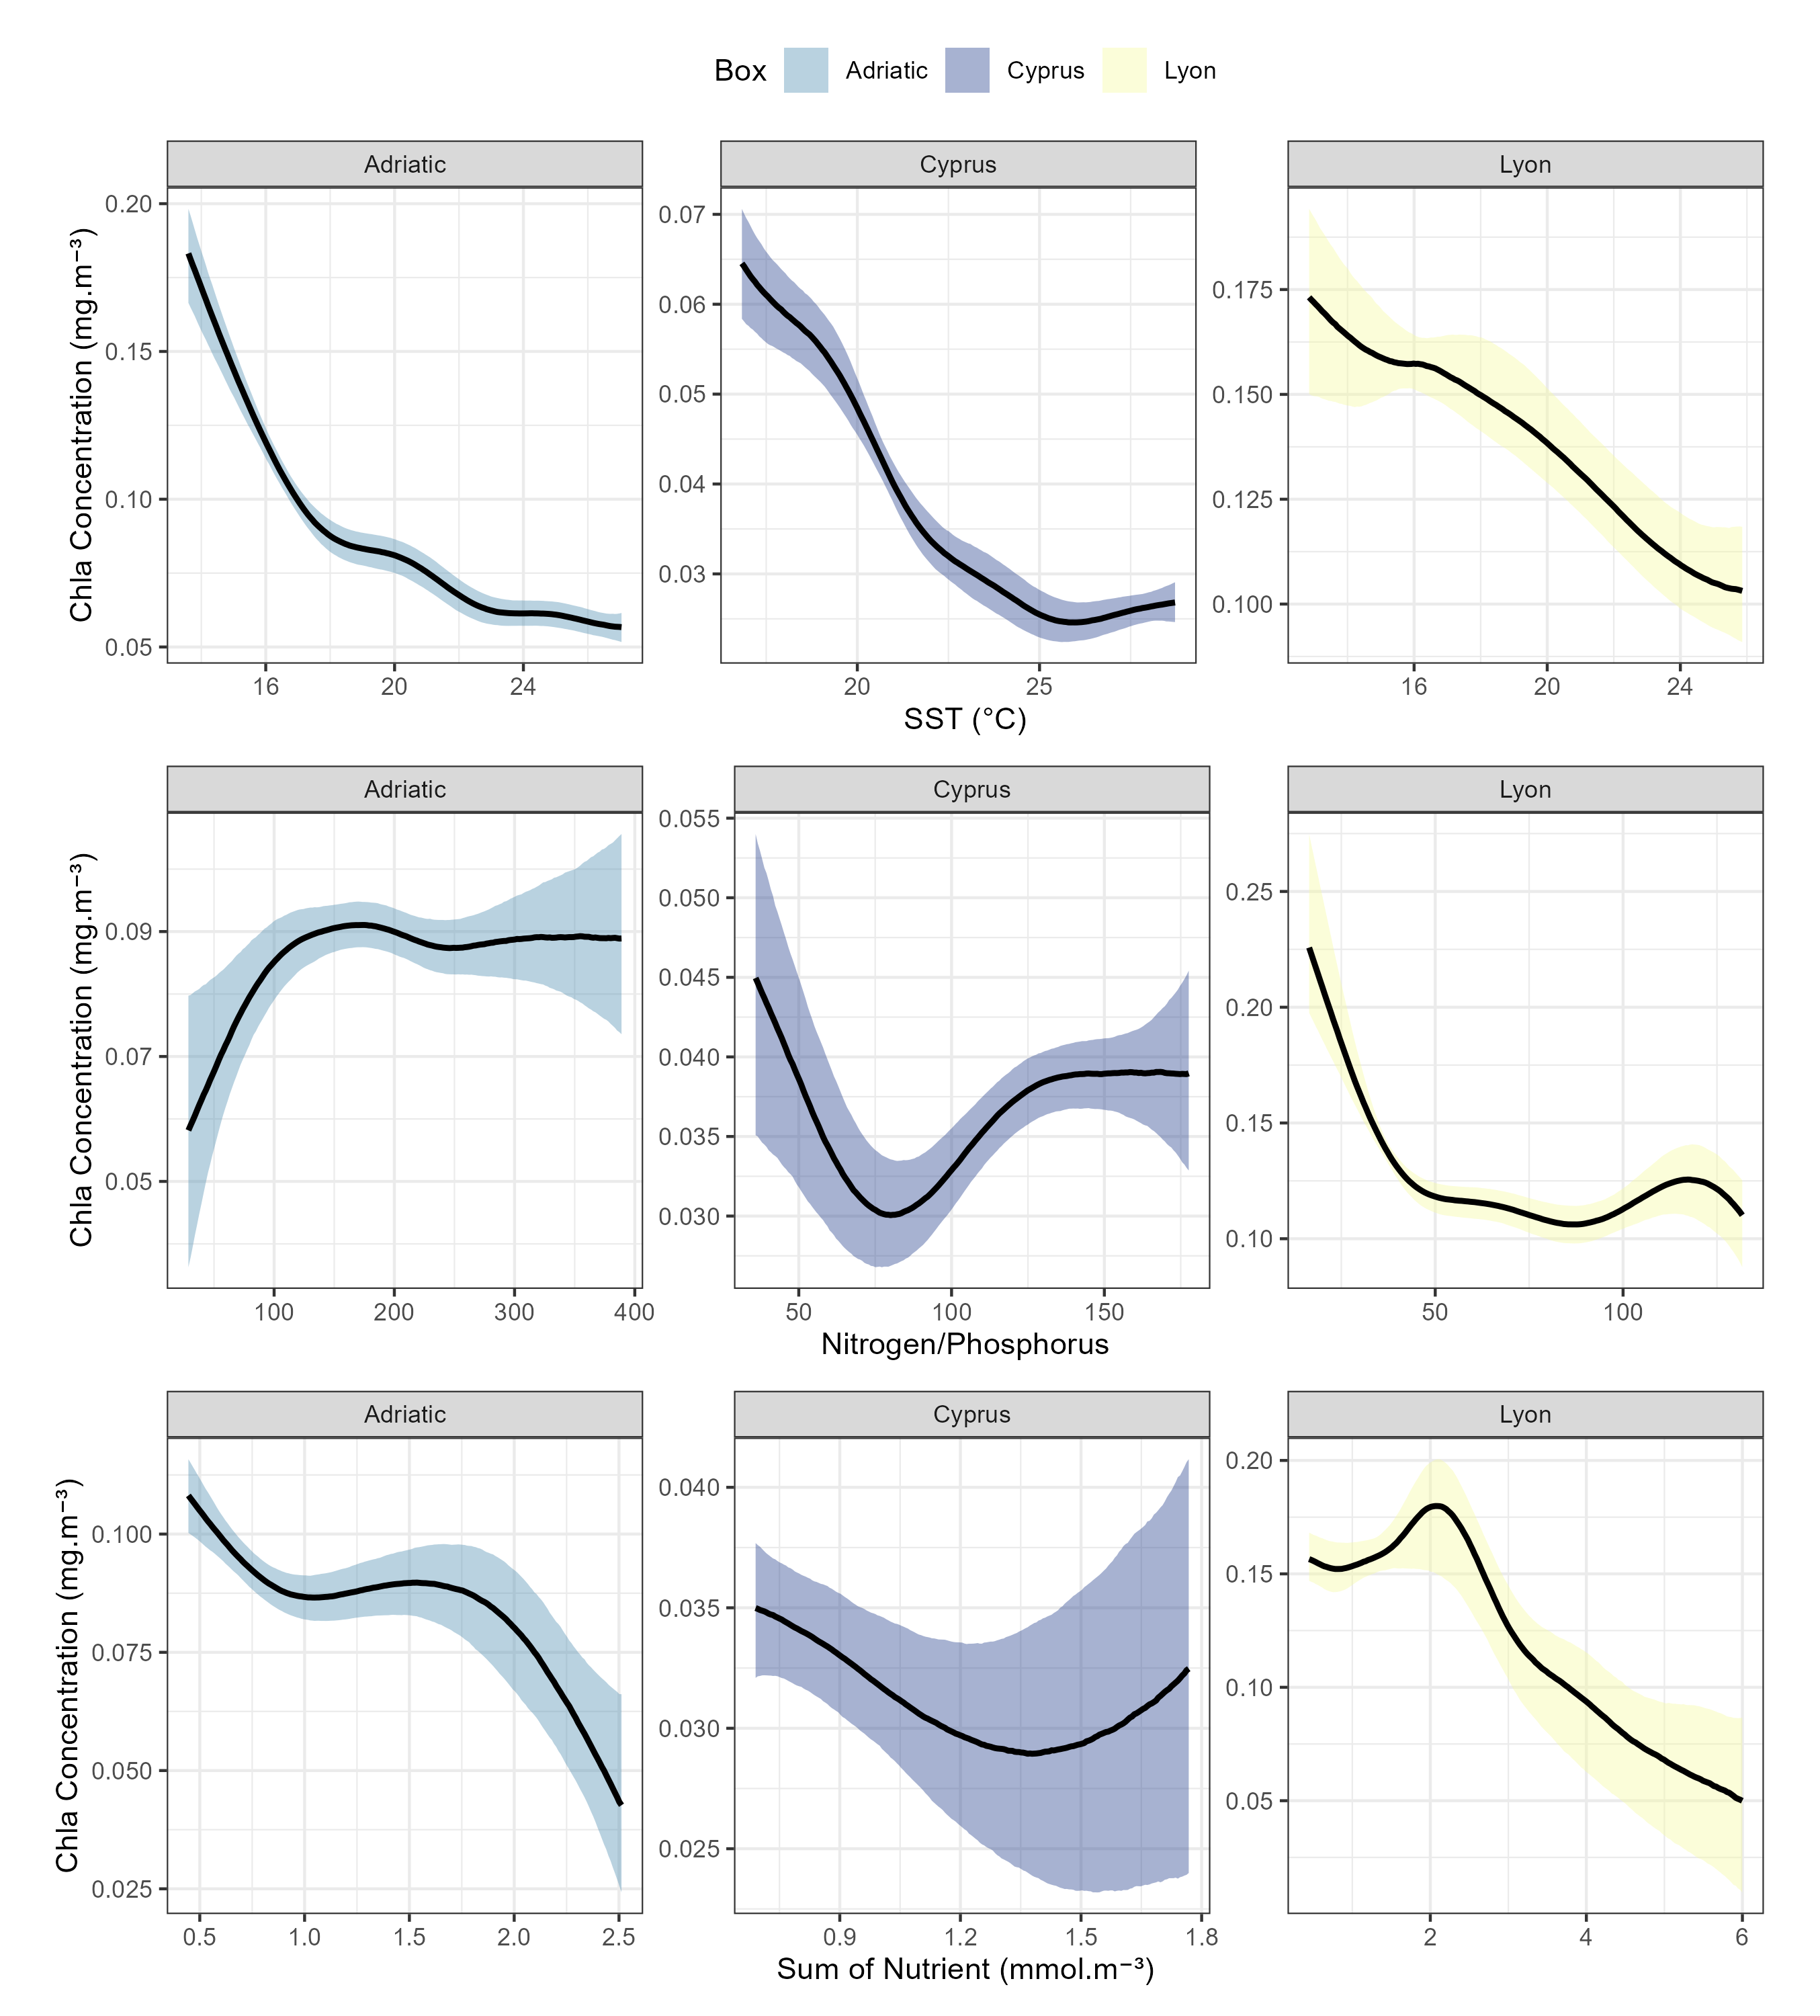 Box Adriatic Cyprus Lyon
Adriatic Cyprus Lyon
Chla Concentration (mg.m⁻³)
0.20
0.15
0.10
0.05
16 20 24
0.07
0.06
0.05
0.04
0.03
20 25
0.175
0.150
0.125
0.100
16 20 24
SST (°C)
Adriatic Cyprus Lyon
Chla Concentration (mg.m⁻³)
0.09
0.07
0.05
100 200 300 400
0.055
0.050
0.045
0.040
0.035
0.030
50 100 150
0.25
0.20
0.15
0.10
50 100
Nitrogen/Phosphorus
Adriatic Cyprus Lyon
Chla Concentration (mg.m⁻³)
0.100
0.075
0.050
0.025
0.5 1.0 1.5 2.0 2.5
0.040
0.035
0.030
0.025
0.9 1.2 1.5 1.8
0.20
0.15
0.10
0.05
2 4 6
Sum of Nutrient (mmol.m⁻³)